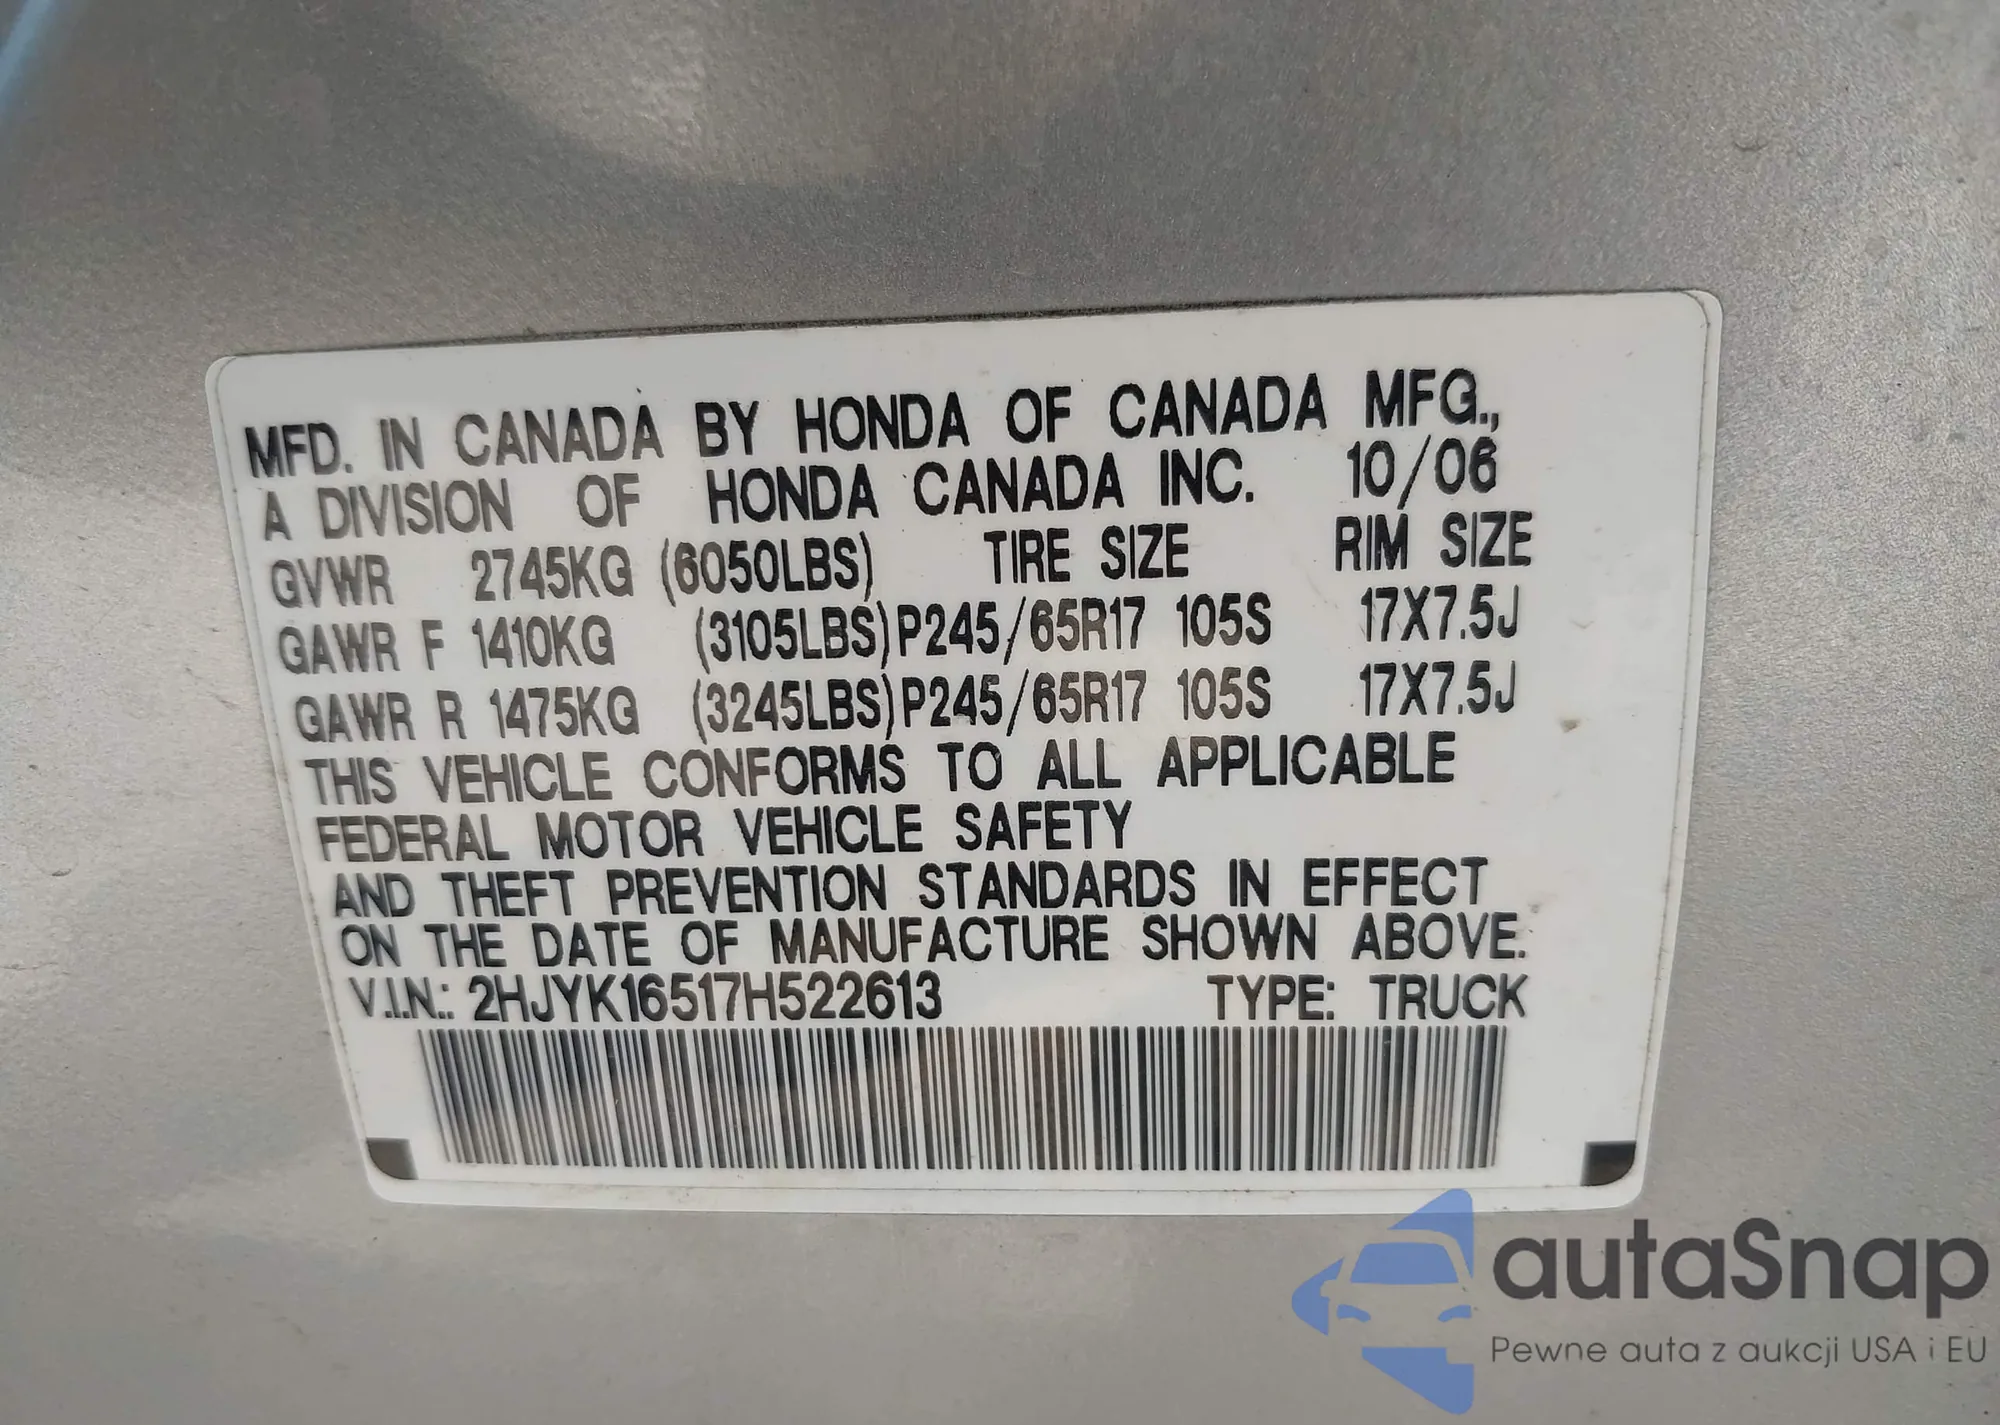 MFD. IN CANADA BY HONDA OF CANADA MFG.,
A DIVISION OF HONDA CANADA INC. 10/06
GVWR 2745KG (6050LBS) TIRE SIZE RIM SIZE
GAWR F 1410KG (3105LBS) P245/65R17 105S 17X7.5J
GAWR R 1475KG (3245LBS) P245/65R17 105S 17X7.5J
THIS VEHICLE CONFORMS TO ALL APPLICABLE
FEDERAL MOTOR VEHICLE SAFETY
AND THEFT PREVENTION STANDARDS IN EFFECT
ON THE DATE OF MANUFACTURE SHOWN ABOVE.
V.I.N.: 2HJYK16517H522613 TYPE: TRUCK
autaSnap
Pewne auta z aukcji USA i EU